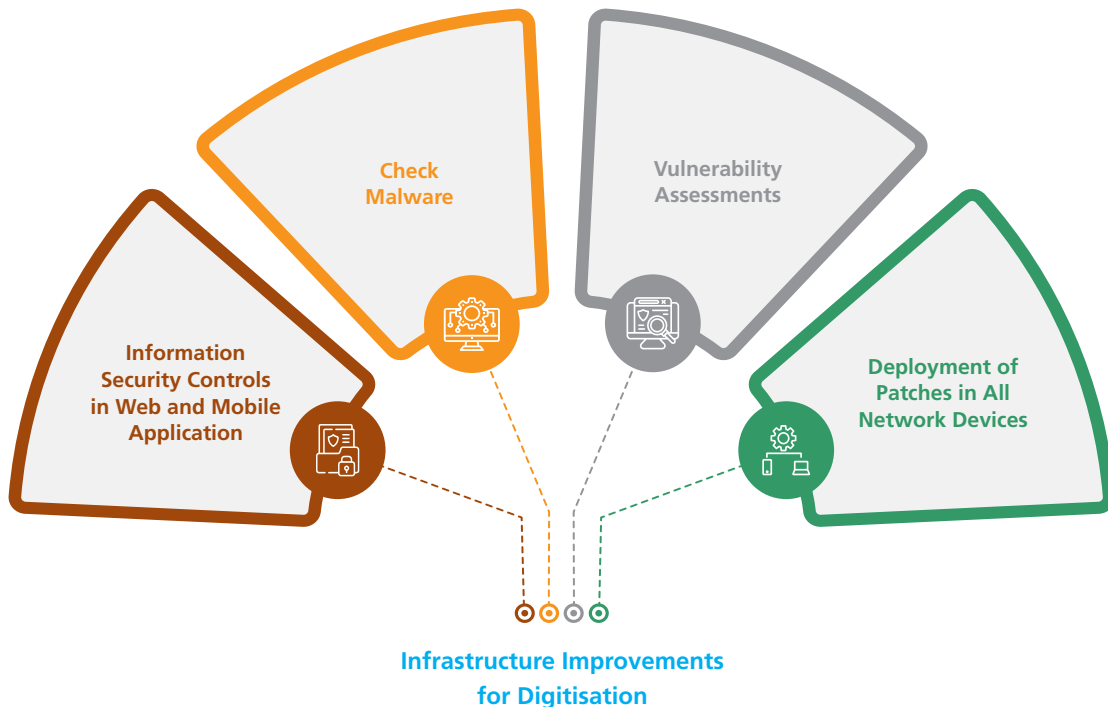 Check
Malware
Vulnerability
Assessments
Information
Security Controls
in Web and Mobile
Application
Deployment of
Patches in All
Network Devices
Infrastructure Improvements
for Digitisation